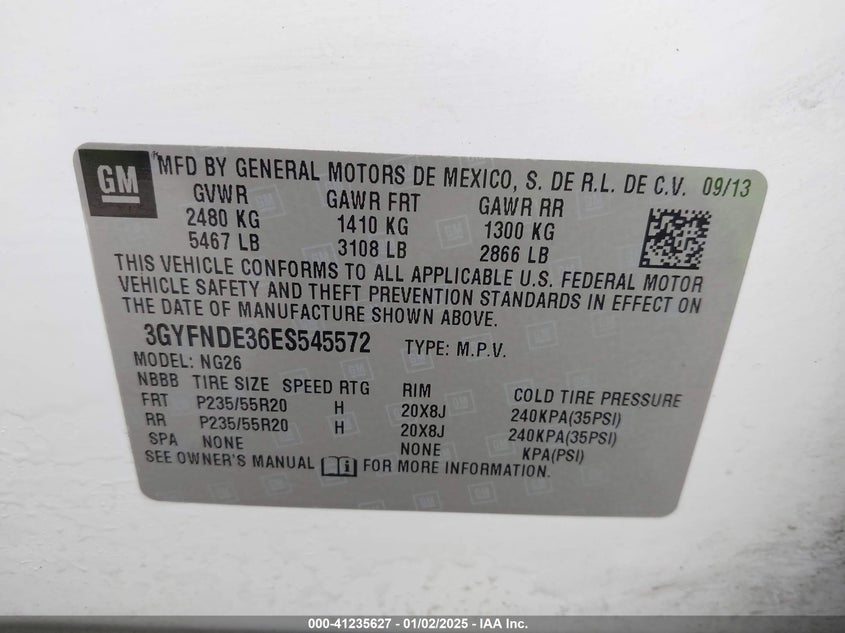 GM
MFD BY GENERAL MOTORS DE MEXICO, S. DE R.L. DE C.V. 09/13
GVWR GAWR FRT GAWR RR
2480 KG 1410 KG 1300 KG
5467 LB 3108 LB 2866 LB
THIS VEHICLE CONFORMS TO ALL APPLICABLE U.S. FEDERAL MOTOR
VEHICLE SAFETY AND THEFT PREVENTION STANDARDS IN EFFECT ON
THE DATE OF MANUFACTURE SHOWN ABOVE.
3GYFNDE36ES545572 TYPE: M.P.V.
MODEL: NG26
NBBB TIRE SIZE SPEED RTG RIM COLD TIRE PRESSURE
FRT P235/55R20 H 20X8J 240KPA(35PSI)
RR P235/55R20 H 20X8J 240KPA(35PSI)
SPA NONE NONE KPA(PSI)
SEE OWNER'S MANUAL FOR MORE INFORMATION.
000-41235627 - 01/02/2025 - IAA Inc.